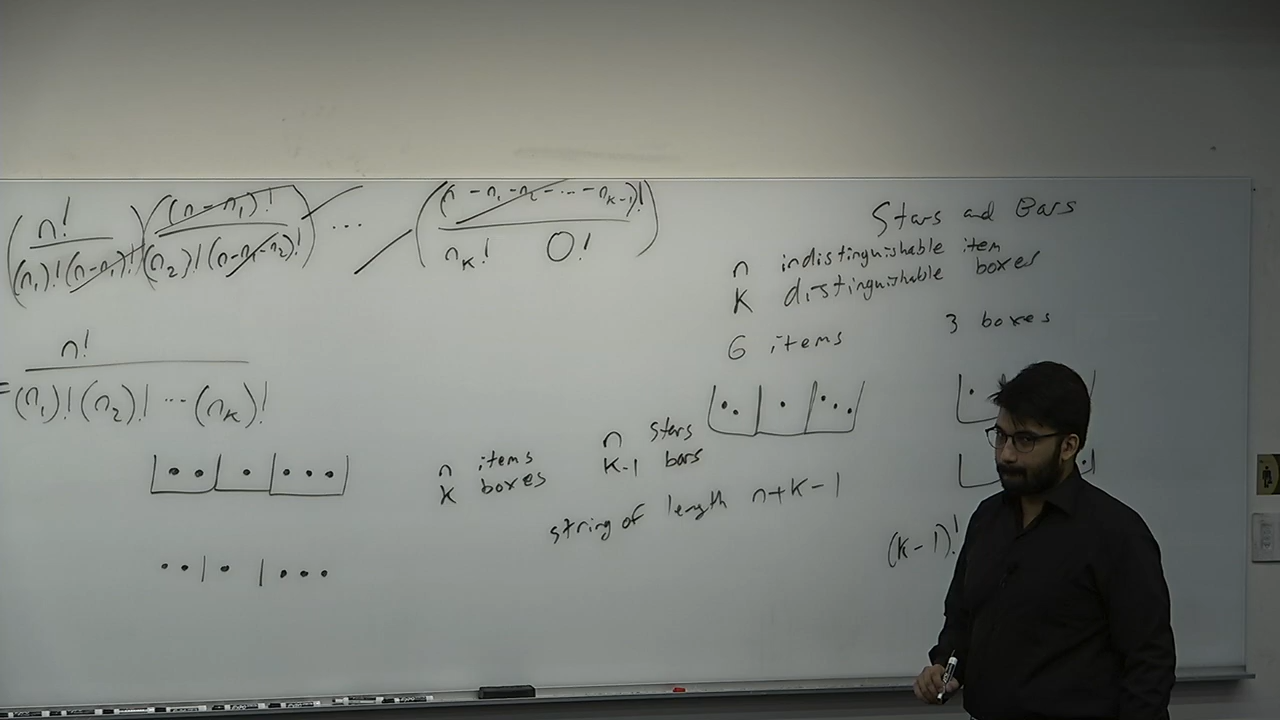 (n! / (n₁)!(n-n₁)!) ((n-n₁)! / (n₂)!(n-n₁-n₂)!) ... ((n-n₁-n₂-...-nₖ₋₁)! / nₖ! 0!)
= n! / (n₁)!(n₂)!...(nₖ)!
n items
k boxes
n stars
k-1 bars
string of length n+k-1
..|.|...
Stars and Bars
n indistinguishable item
K distinguishable boxes
6 items 3 boxes
(k-1)!